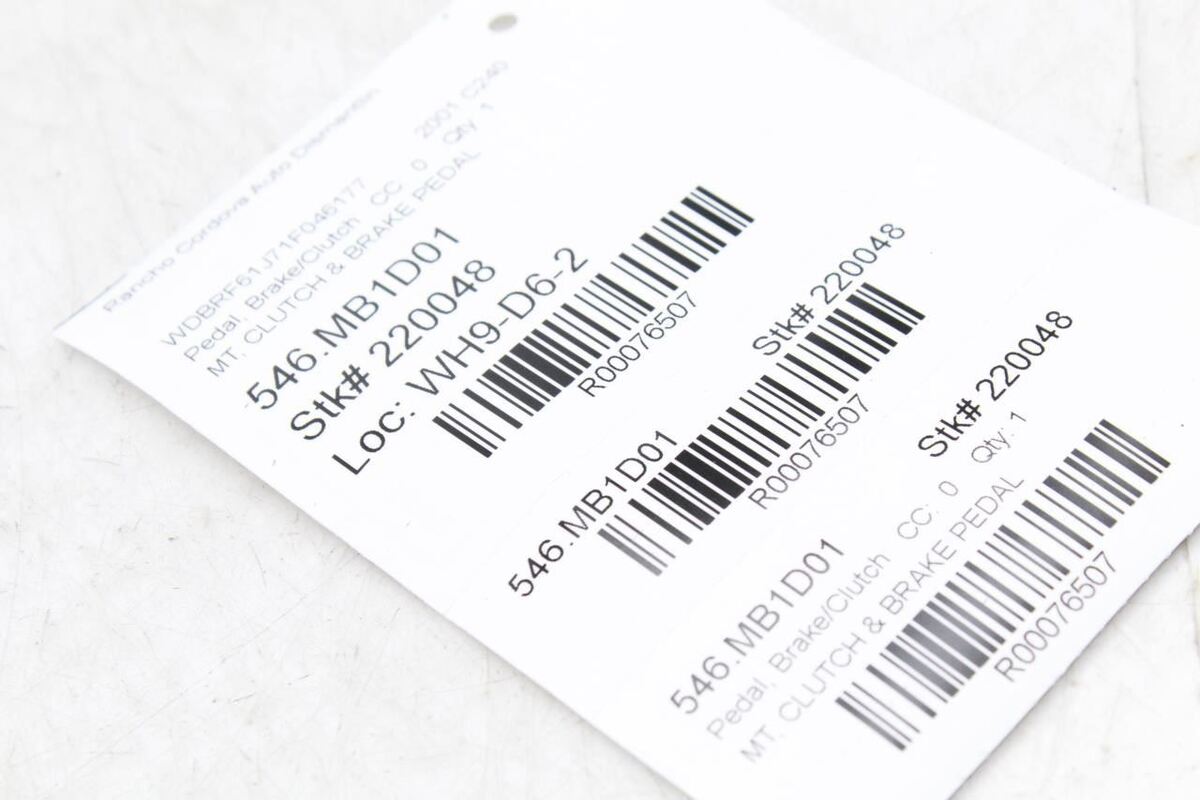 Rancho Cordova Auto Dismantlin
2001 C240
WDBRF61J71F046177
Pedal, Brake/Clutch CC 0 Qty 1
MT, CLUTCH & BRAKE PEDAL
546.MB1D01
Stk# 220048
Loc: WH9-D6-2
R00076507
546.MB1D01 Stk# 220048
R00076507
Stk# 220048
546.MB1D01 Qty: 1
Pedal, Brake/Clutch CC: 0
MT, CLUTCH & BRAKE PEDAL
R00076507